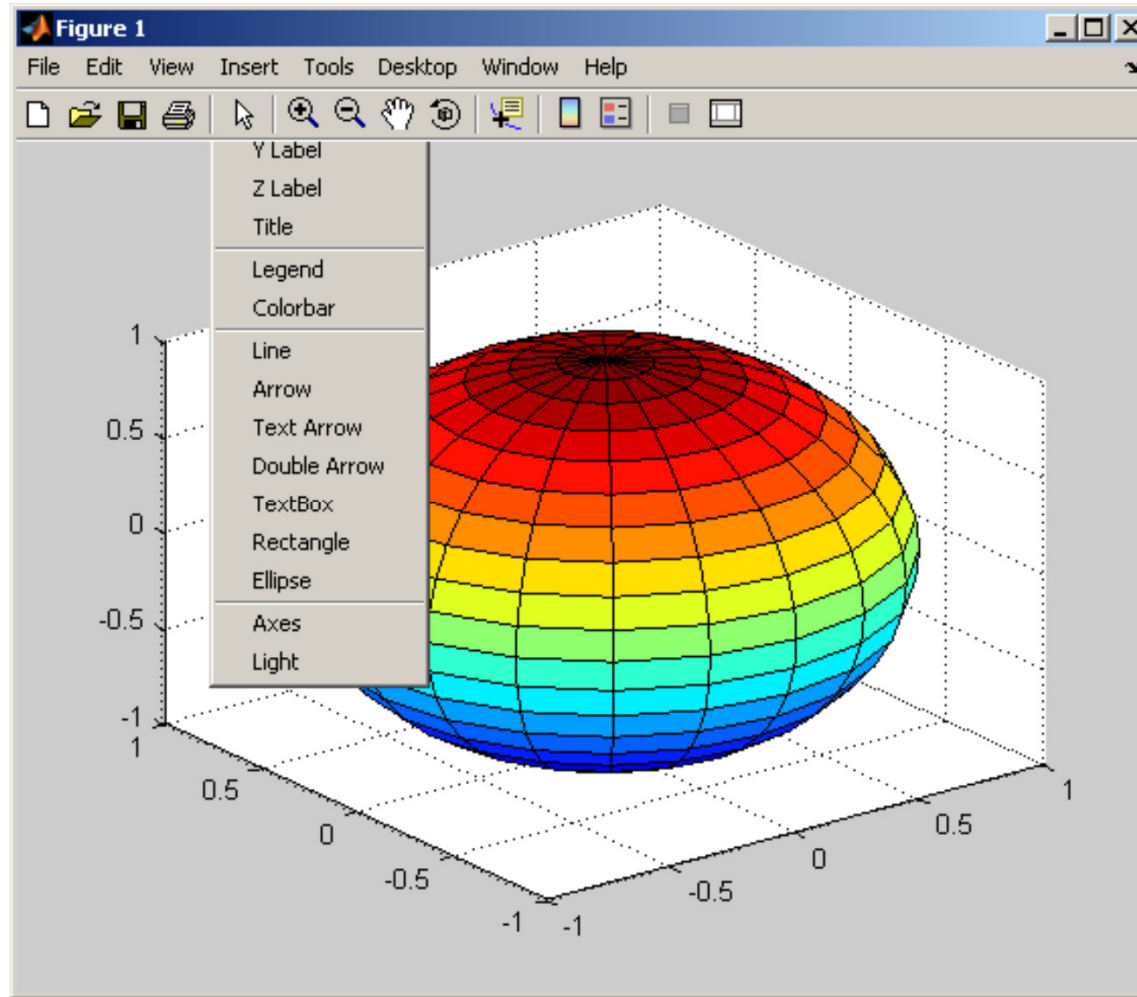 Figure 1
File Edit View Insert Tools Desktop Window Help
Y Label
Z Label
Title
Legend
Colorbar
Line
Arrow
Text Arrow
Double Arrow
TextBox
Rectangle
Ellipse
Axes
Light
1
0.5
0
-0.5
-1
1
0.5
0
-0.5
-1
-1
-0.5
0
0.5
1